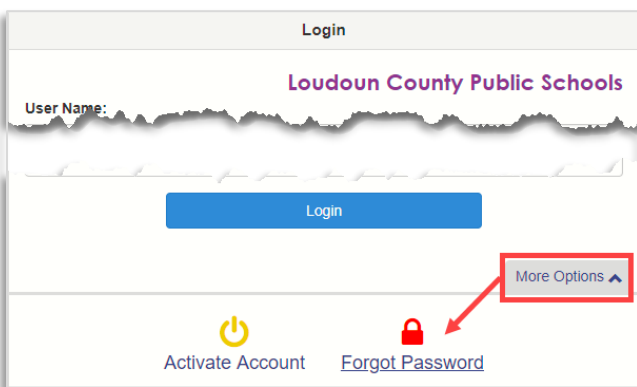 Login
Loudoun County Public Schools
User Name:
Login
More Options
Activate Account Forgot Password